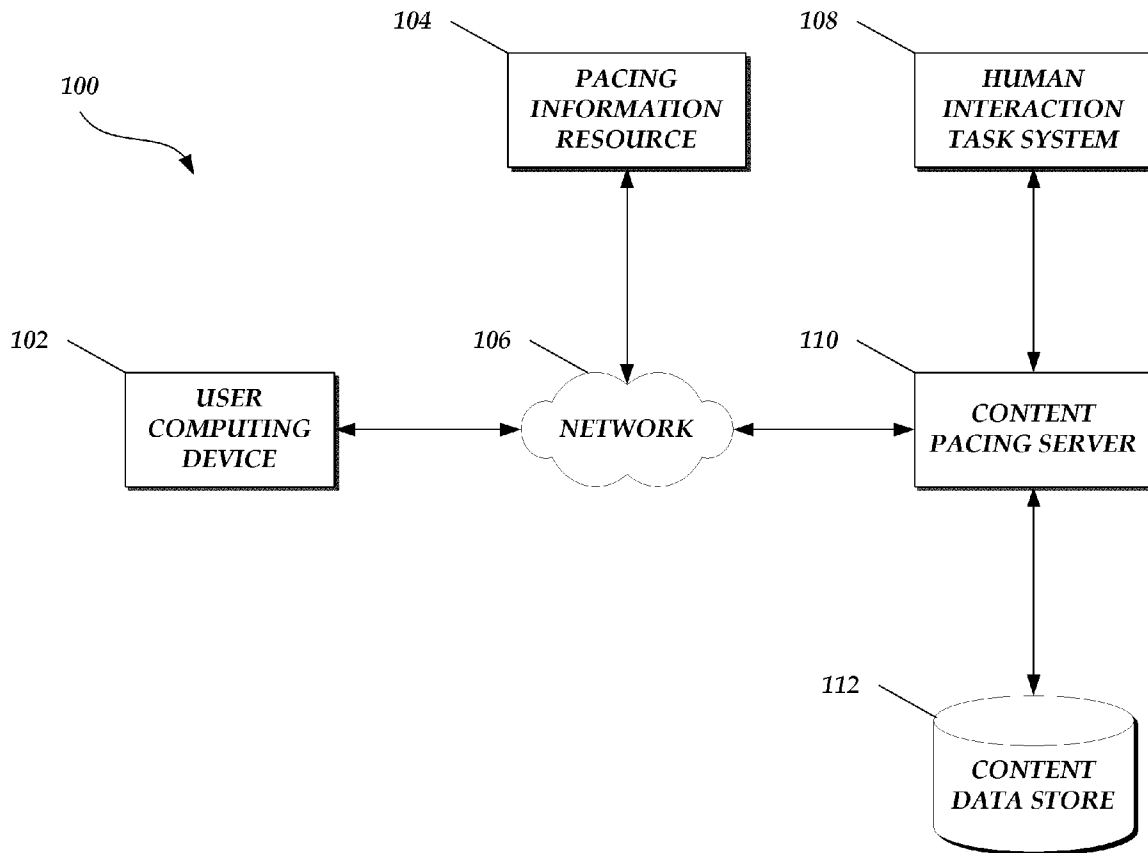 104
108
100
PACING
INFORMATION
RESOURCE
HUMAN
INTERACTION
TASK SYSTEM
102
106
110
USER
COMPUTING
DEVICE
NETWORK
CONTENT
PACING SERVER
112
CONTENT
DATA STORE